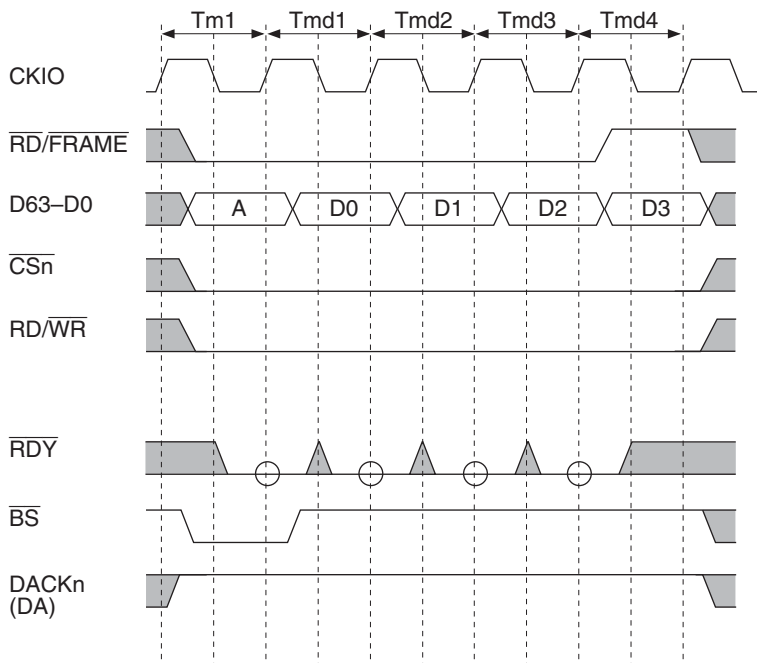 Tm1 Tmd1 Tmd2 Tmd3 Tmd4
CKIO
RD/FRAME
D63–D0 A D0 D1 D2 D3
CSn
RD/WR
RDY
BS
DACKn
(DA)